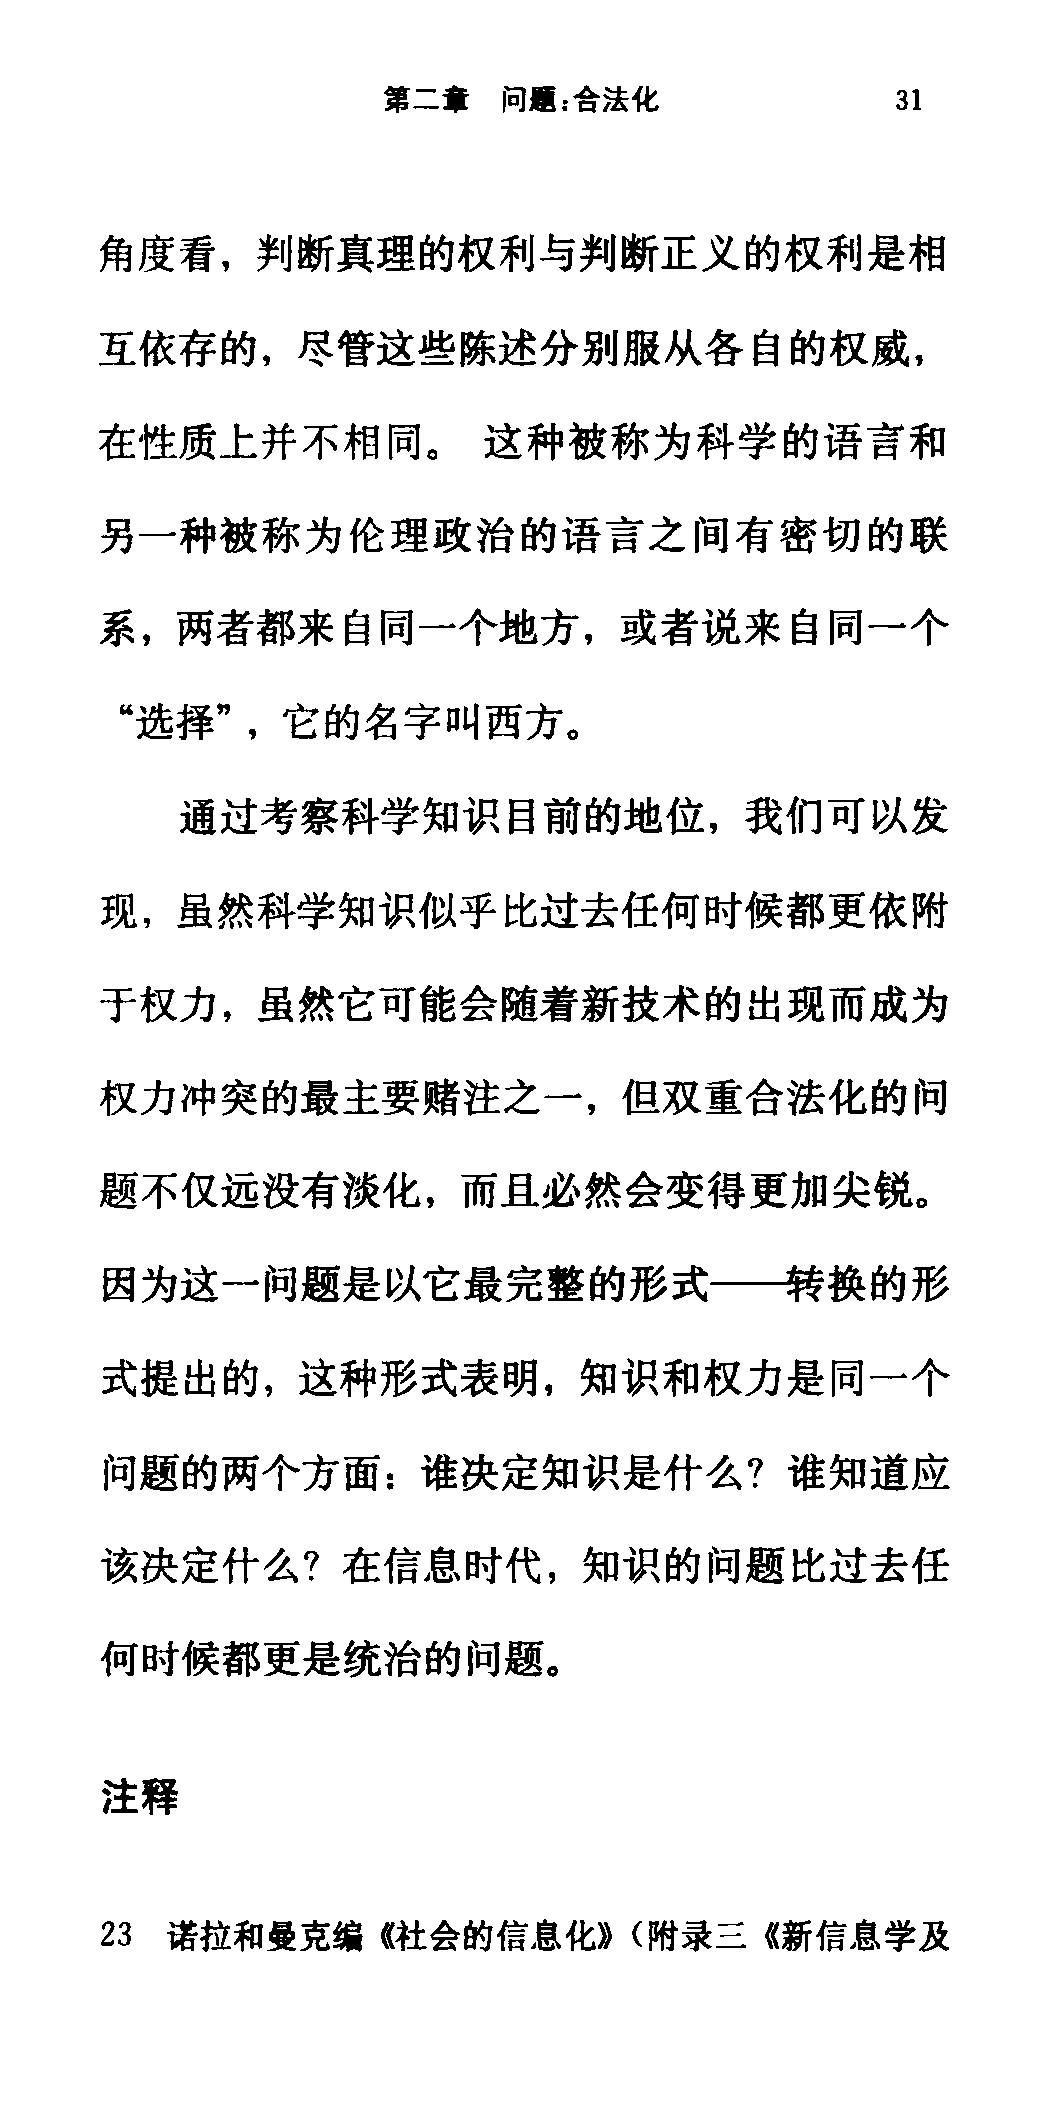 第二章 问题:合法化 31
角度看，判断真理的权利与判断正义的权利是相
互依存的，尽管这些陈述分别服从各自的权威，
在性质上并不相同。 这种被称为科学的语言和
另一种被称为伦理政治的语言之间有密切的联
系，两者都来自同一个地方，或者说来自同一个
“选择”，它的名字叫西方。
通过考察科学知识目前的地位，我们可以发
现，虽然科学知识似乎比过去任何时候都更依附
于权力，虽然它可能会随着新技术的出现而成为
权力冲突的最主要赌注之一，但双重合法化的问
题不仅远没有淡化，而且必然会变得更加尖锐。
因为这一问题是以它最完整的形式——转换的形
式提出的，这种形式表明，知识和权力是同一个
问题的两个方面：谁决定知识是什么？谁知道应
该决定什么？在信息时代，知识的问题比过去任
何时候都更是统治的问题。
注释
23 诺拉和曼克编《社会的信息化》（附录三《新信息学及